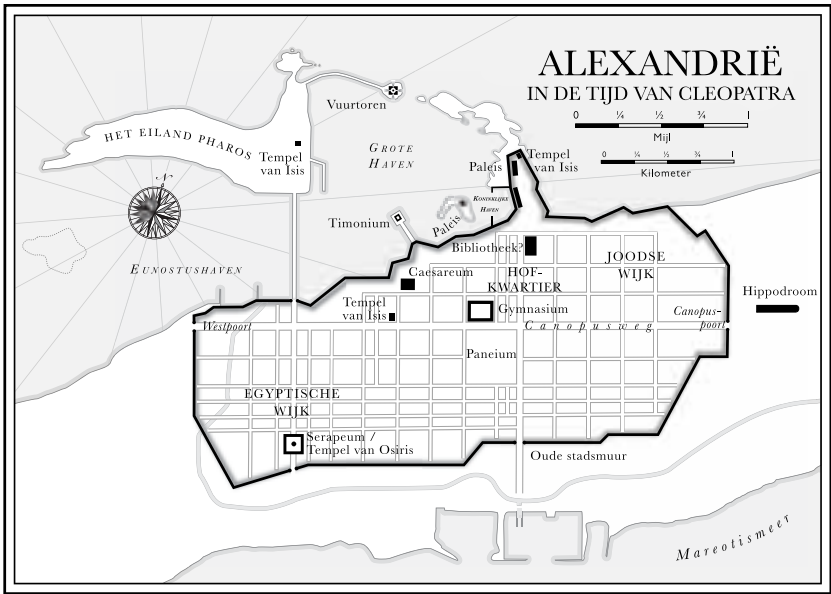 ALEXANDRIË
IN DE TIJD VAN CLEOPATRA
0 ¼ ½ ¾ 1
Mijl
0 ¼ ½ ¾ 1
Kilometer
Vuurtoren
HET EILAND PHAROS
Tempel
van Isis
GROTE
HAVEN
N
Paleis
Tempel
van Isis
KONINKLIJKE
HAVEN
Timonium
Paleis
EUNOSTUSHAVEN
Bibliotheek?
JOODSE
WIJK
Caesareum
HOF-
KWARTIER
Hippodroom
Tempel
van Isis
Gymnasium
Canopus-
poort
Westpoort
Canopusweg
Paneium
EGYPTISCHE
WIJK
Serapeum /
Tempel van Osiris
Oude stadsmuur
Mareotismeer